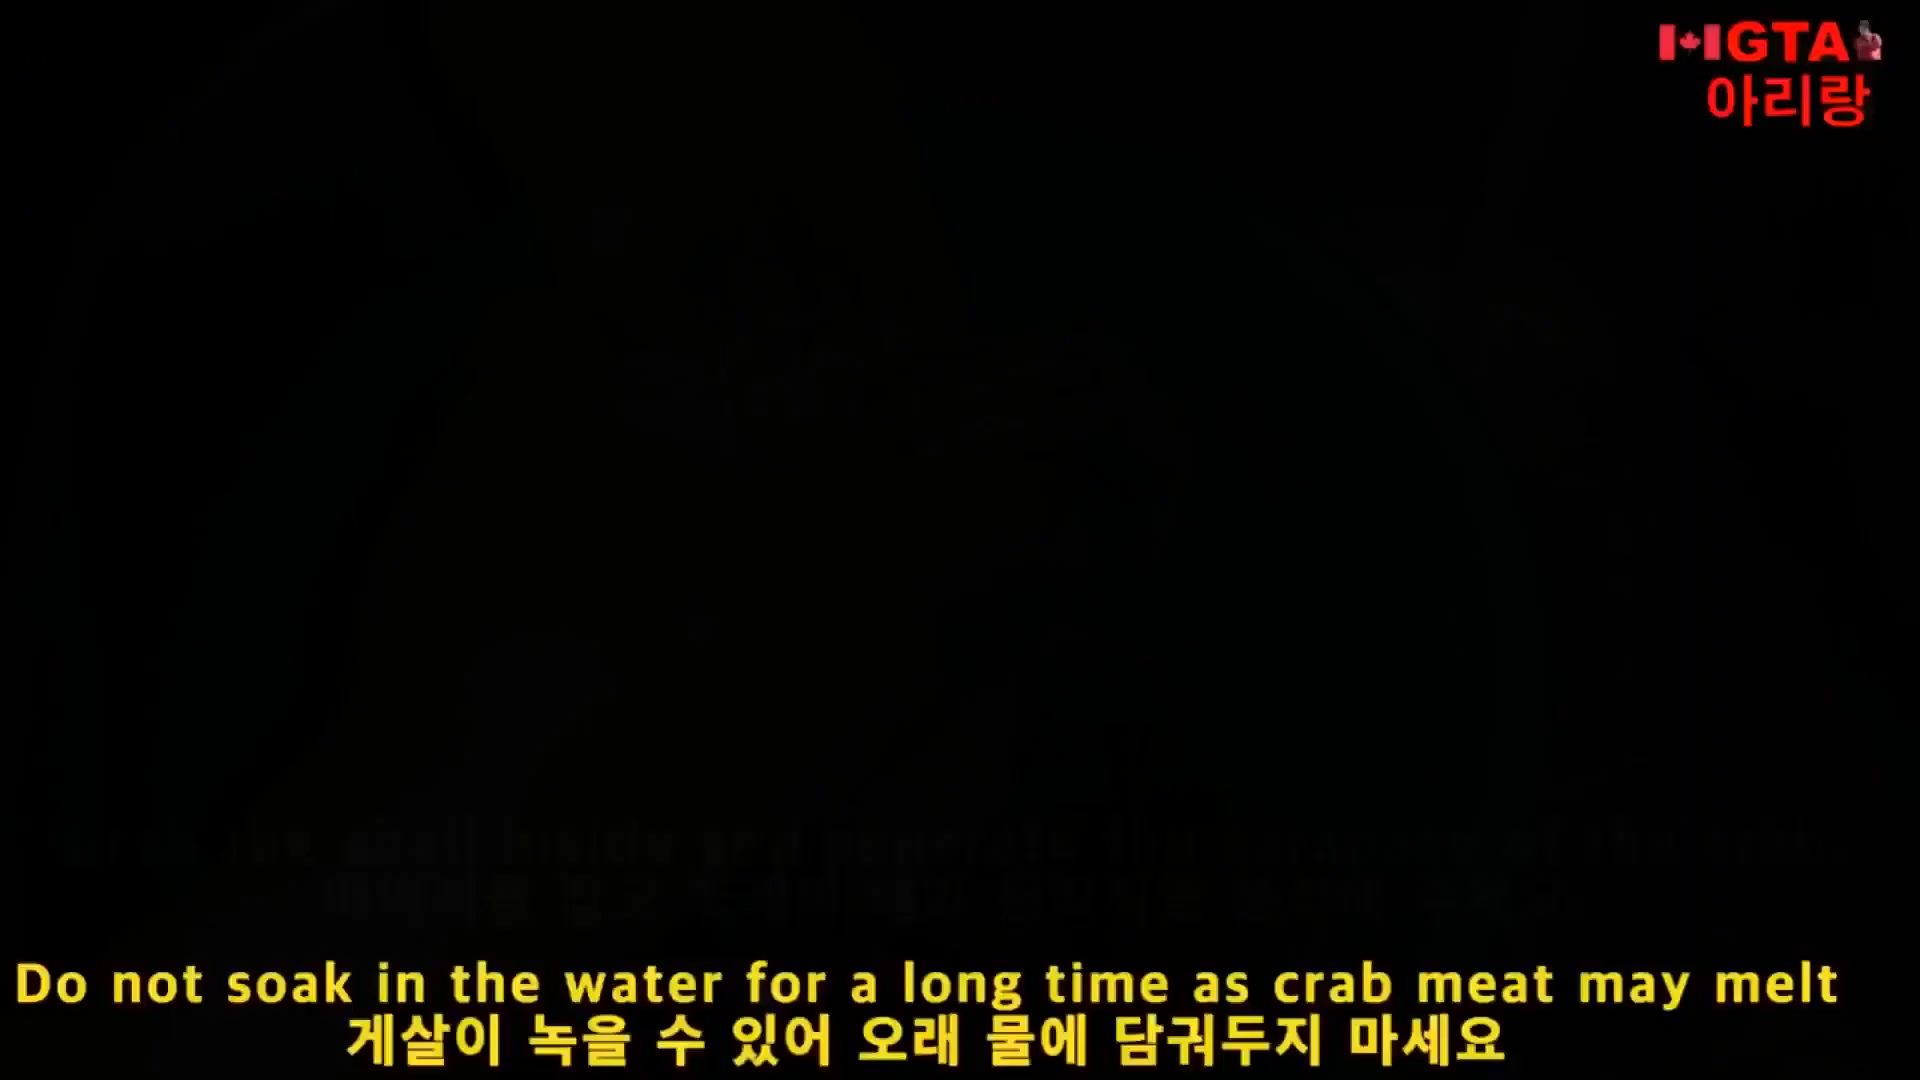 GTA
아리랑
Do not soak in the water for a long time as crab meat may melt
게살이 녹을 수 있어 오래 물에 담궈두지 마세요